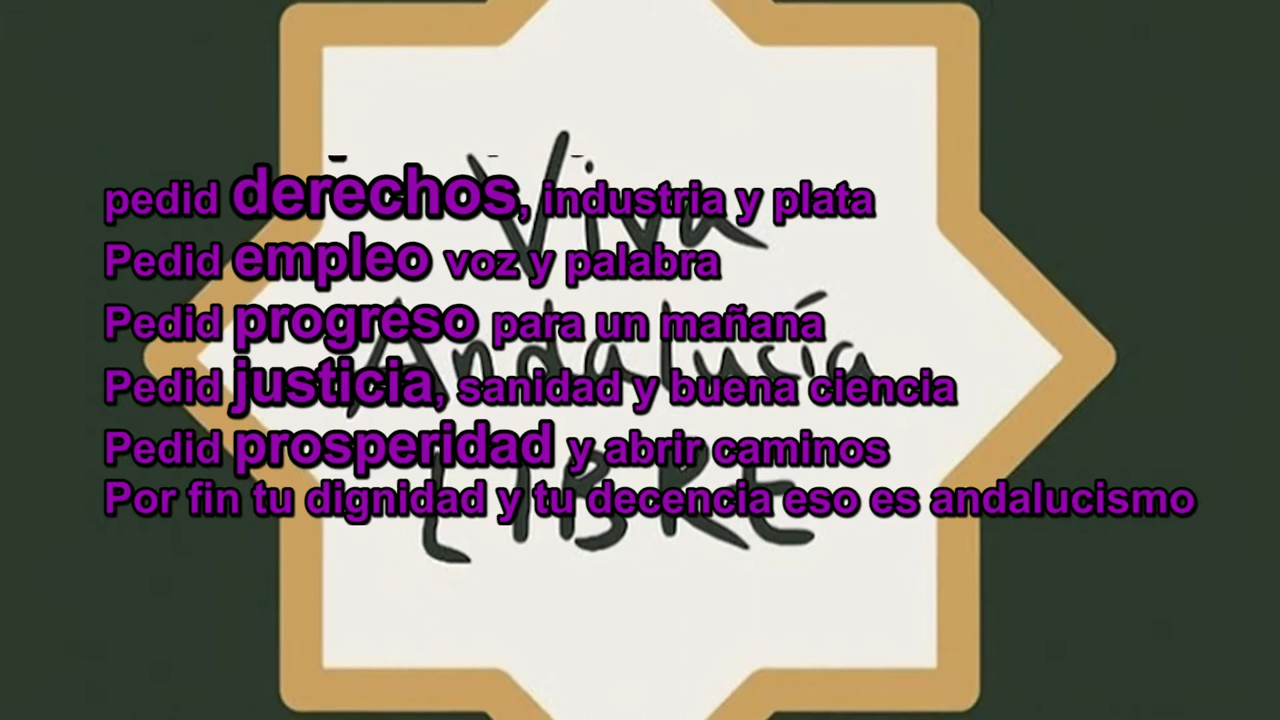 pedid derechos, industria y plata
Pedid empleo voz y palabra
Pedid progreso para un mañana
Pedid justicia, sanidad y buena ciencia
Pedid prosperidad y abrir caminos
Por fin tu dignidad y tu decencia eso es andalucismo
Viva
Andalucía
LIBRE